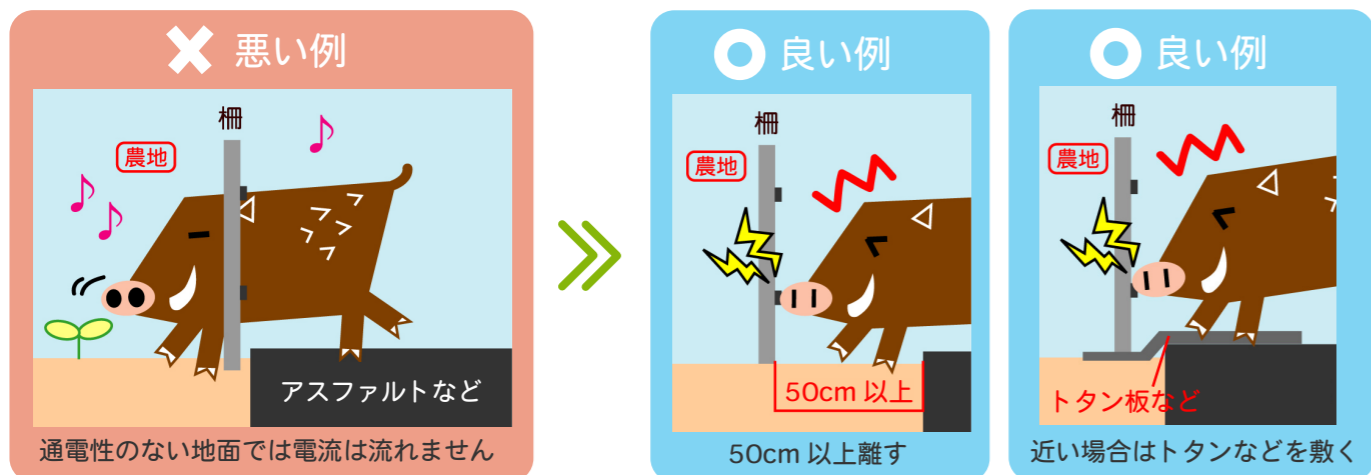 悪い例
柵
農地
アスファルトなど
通電性のない地面では電流は流れません
良い例
柵
農地
50cm 以上
50cm 以上離す
良い例
柵
農地
トタン板など
近い場合はトタンなどを敷く